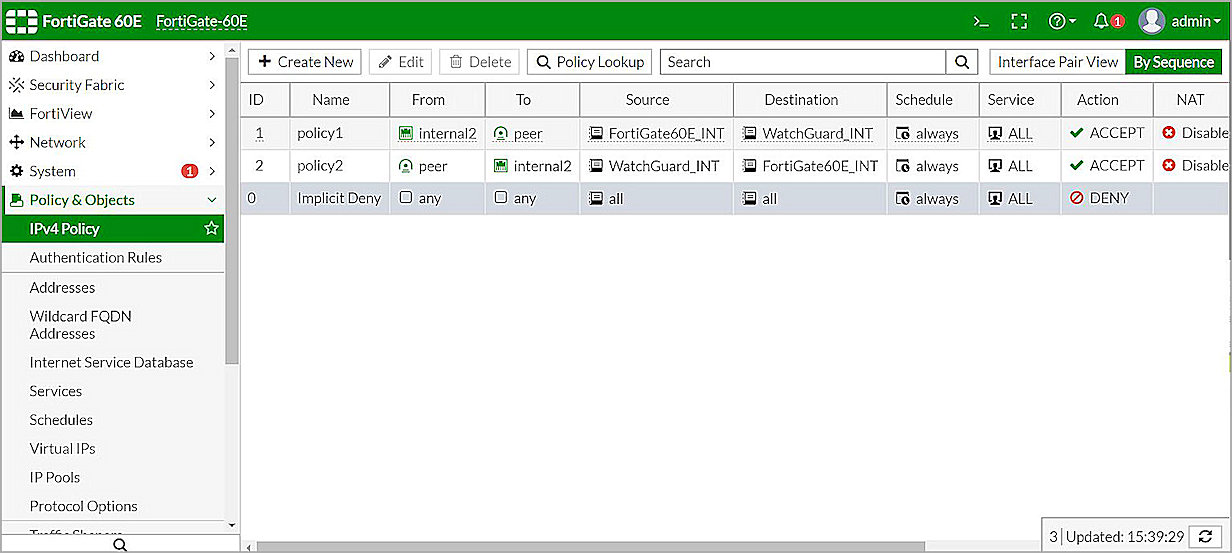 FortiGate 60E FortiGate-60E >_ 1 admin
Dashboard
Security Fabric
FortiView
Network
System 1
Policy & Objects
IPv4 Policy
Authentication Rules
Addresses
Wildcard FQDN
Addresses
Internet Service Database
Services
Schedules
Virtual IPs
IP Pools
Protocol Options
+ Create New Edit Delete Policy Lookup Search Interface Pair View By Sequence
ID Name From To Source Destination Schedule Service Action NAT
1 policy1 internal2 peer FortiGate60E_INT WatchGuard_INT always ALL ACCEPT Disable
2 policy2 peer internal2 WatchGuard_INT FortiGate60E_INT always ALL ACCEPT Disable
0 Implicit Deny any any all all always ALL DENY
3 Updated: 15:39:29